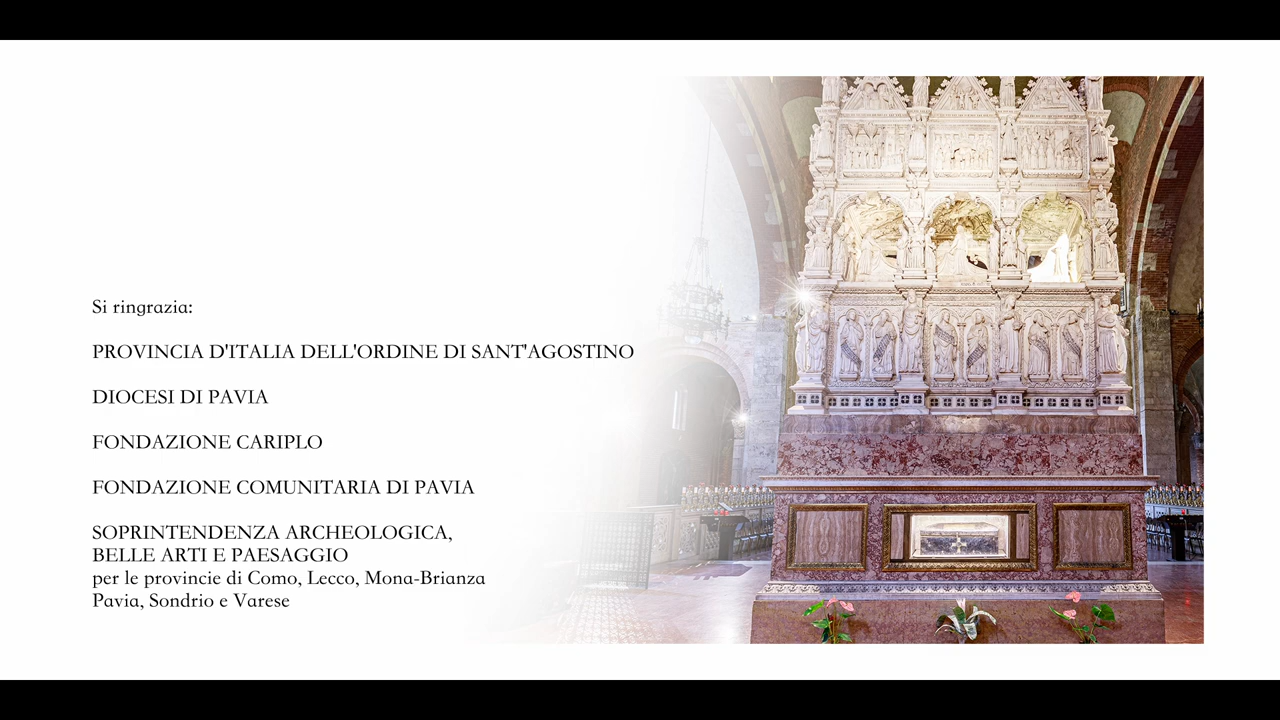 Si ringrazia:
PROVINCIA D'ITALIA DELL'ORDINE DI SANT'AGOSTINO
DIOCESI DI PAVIA
FONDAZIONE CARIPLO
FONDAZIONE COMUNITARIA DI PAVIA
SOPRINTENDENZA ARCHEOLOGICA,
BELLE ARTI E PAESAGGIO
per le provincie di Como, Lecco, Mona-Brianza
Pavia, Sondrio e Varese